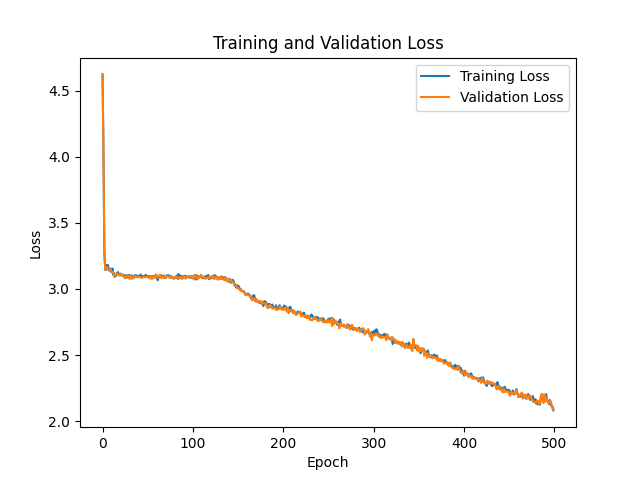 Training and Validation Loss
Training Loss
Validation Loss
4.5
4.0
3.5
3.0
2.5
2.0
Loss
0 100 200 300 400 500
Epoch